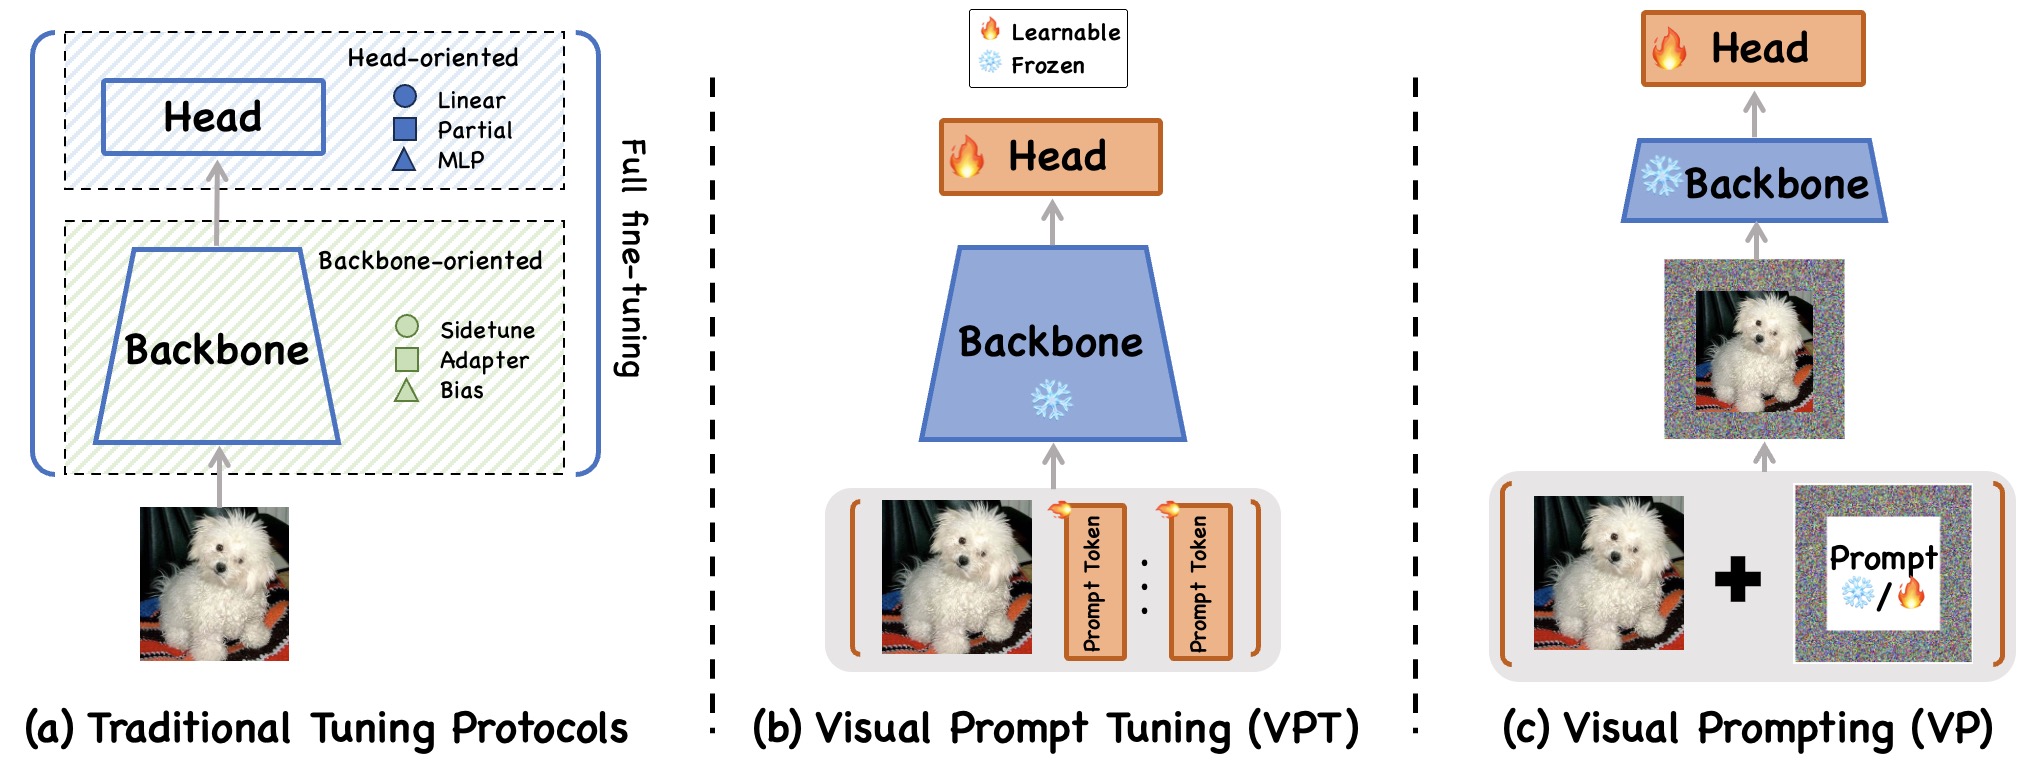 Head-oriented
Head
Linear
Partial
MLP
Backbone-oriented
Backbone
Sidetune
Adapter
Bias
Full fine-tuning
(a) Traditional Tuning Protocols
Learnable
Frozen
Head
Backbone
Prompt Token
Prompt Token
(b) Visual Prompt Tuning (VPT)
Head
Backbone
Prompt
/
(c) Visual Prompting (VP)